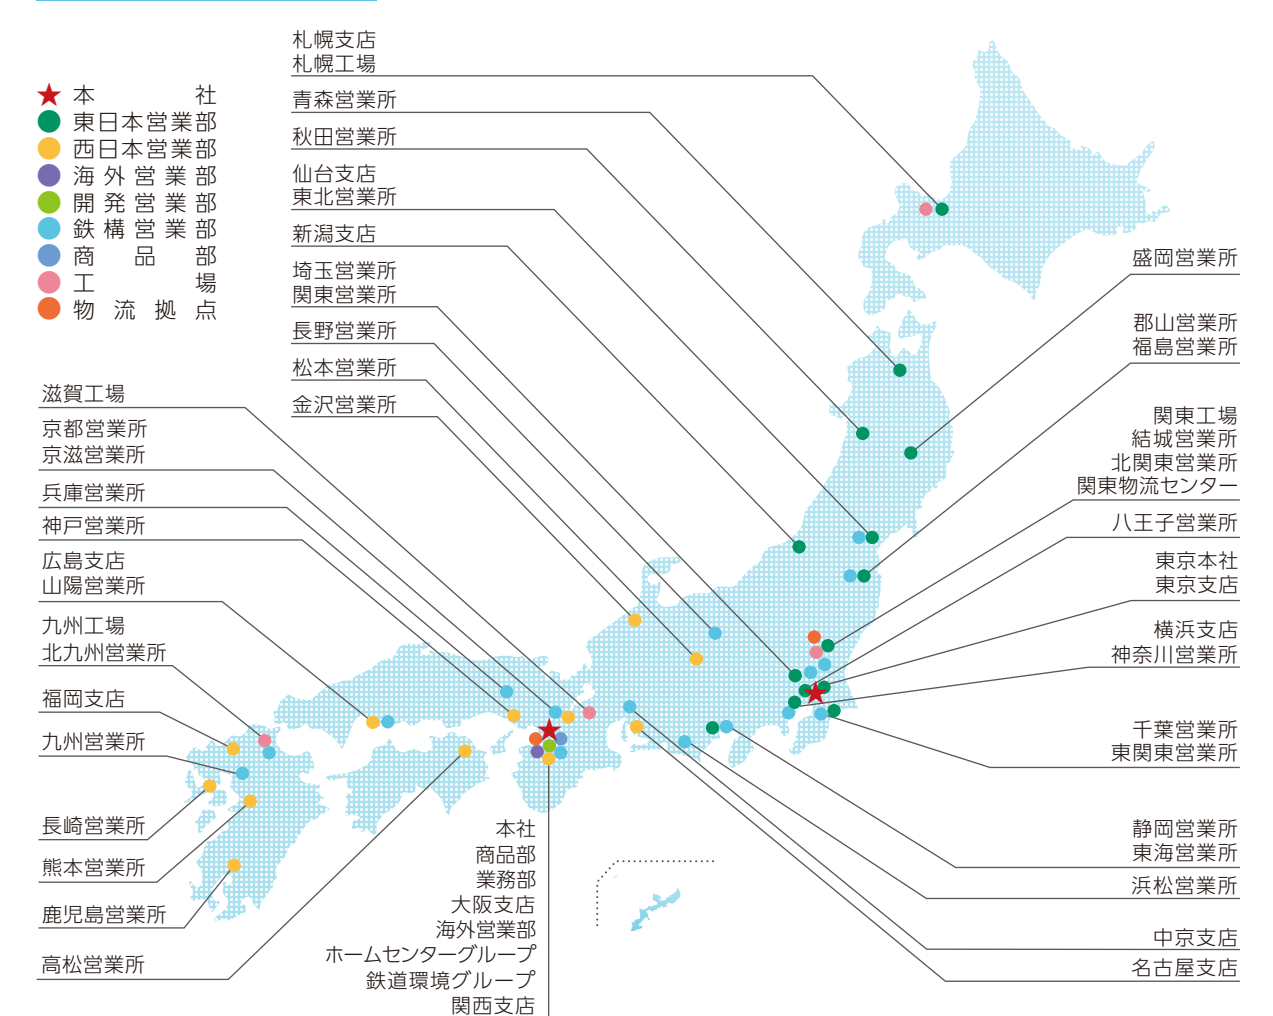 本社
東日本営業部
西日本営業部
海外営業部
開発営業部
鉄構営業部
商品部
工場
物流拠点
札幌支店
札幌工場
青森営業所
秋田営業所
仙台支店
東北営業所
新潟支店
埼玉営業所
関東営業所
長野営業所
松本営業所
金沢営業所
滋賀工場
京都営業所
京滋営業所
兵庫営業所
神戸営業所
広島支店
山陽営業所
九州工場
北九州営業所
福岡支店
九州営業所
長崎営業所
熊本営業所
鹿児島営業所
高松営業所
本社
商品部
業務部
大阪支店
海外営業部
ホームセンターグループ
鉄道環境グループ
関西支店
盛岡営業所
郡山営業所
福島営業所
関東工場
結城営業所
北関東営業所
関東物流センター
八王子営業所
東京本社
東京支店
横浜支店
神奈川営業所
千葉営業所
東関東営業所
静岡営業所
東海営業所
浜松営業所
中京支店
名古屋支店